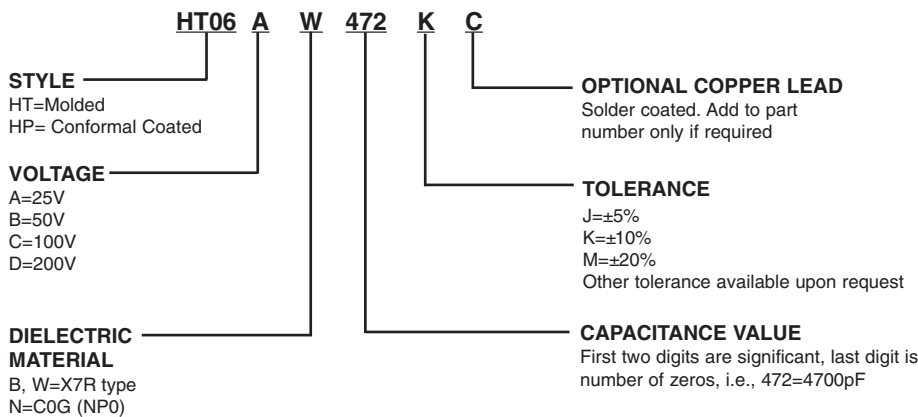 HT06 A W 472 K C
STYLE
HT=Molded
HP= Conformal Coated
VOLTAGE
A=25V
B=50V
C=100V
D=200V
DIELECTRIC
MATERIAL
B, W=X7R type
N=C0G (NP0)
OPTIONAL COPPER LEAD
Solder coated. Add to part
number only if required
TOLERANCE
J=±5%
K=±10%
M=±20%
Other tolerance available upon request
CAPACITANCE VALUE
First two digits are significant, last digit is
number of zeros, i.e., 472=4700pF